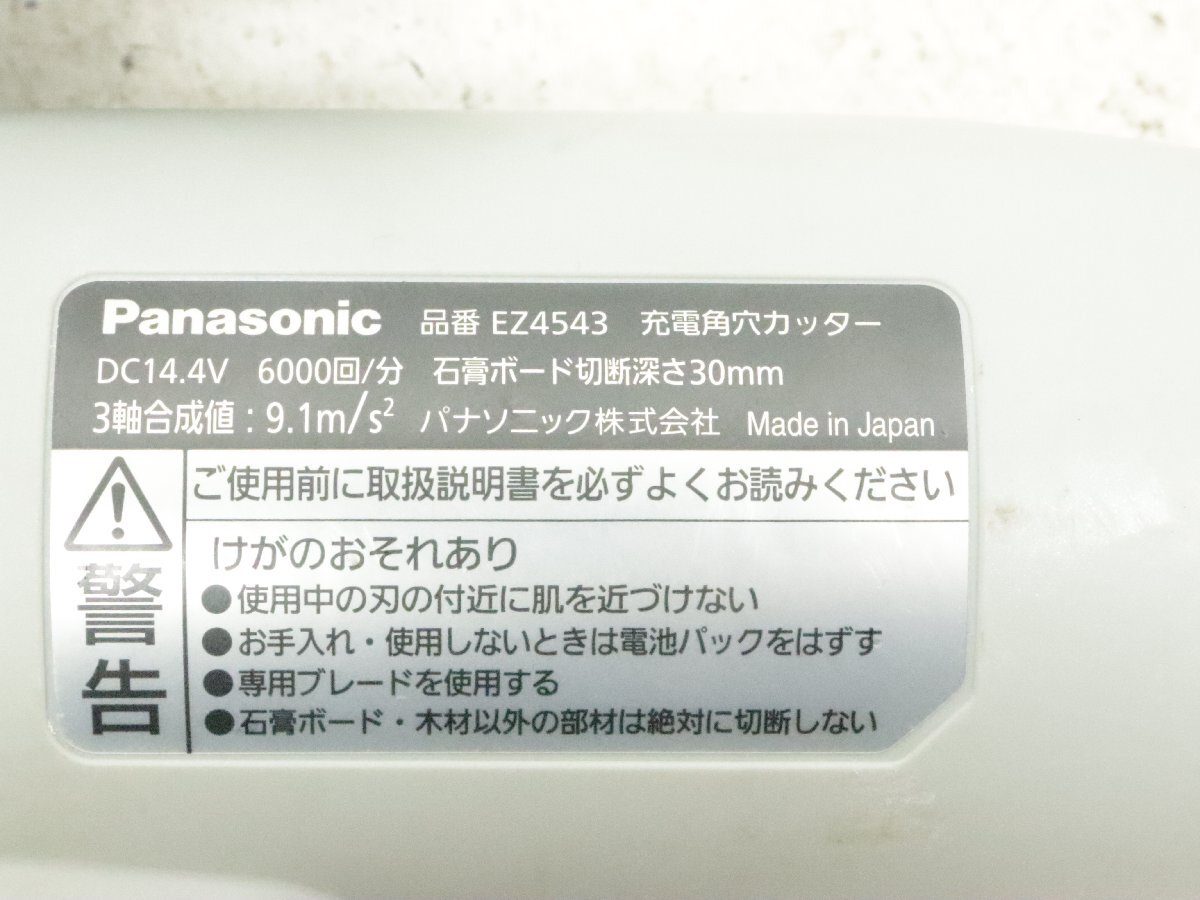 Panasonic 品番 EZ4543 充電角穴カッター
DC14.4V 6000回/分 石膏ボード切断深さ30mm
3軸合成値：9.1m/s² パナソニック株式会社 Made in Japan
警告
ご使用前に取扱説明書を必ずよくお読みください
けがのおそれあり
●使用中の刃の付近に肌を近づけない
●お手入れ・使用しないときは電池パックをはずす
●専用ブレードを使用する
●石膏ボード・木材以外の部材は絶対に切断しない